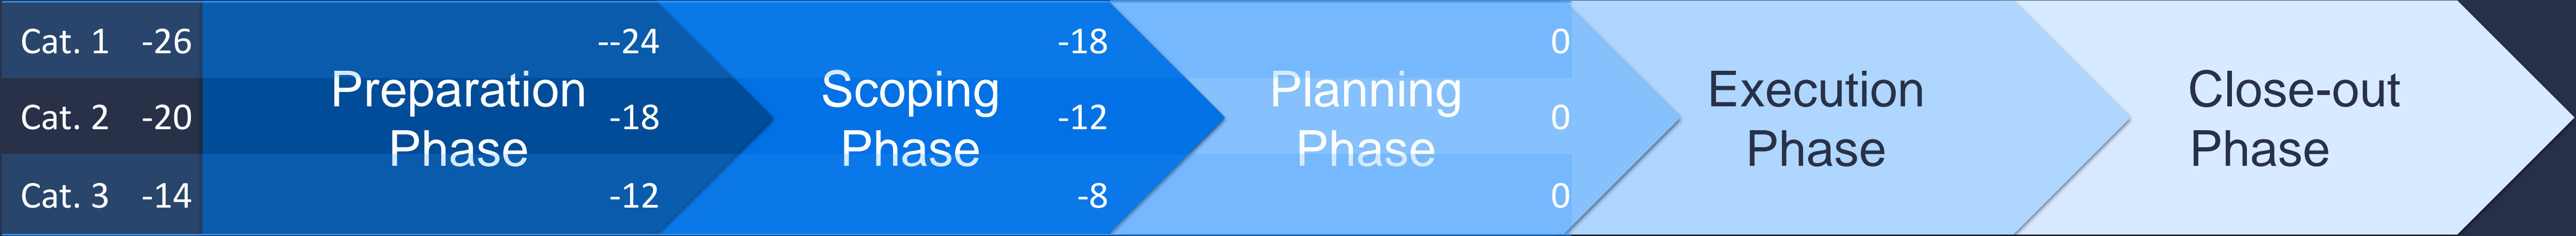 Cat. 1 -26 --24 -18 0
Cat. 2 -20 -18 -12 0
Cat. 3 -14 -12 -8 0
Preparation
Phase
Scoping
Phase
Planning
Phase
Execution
Phase
Close-out
Phase